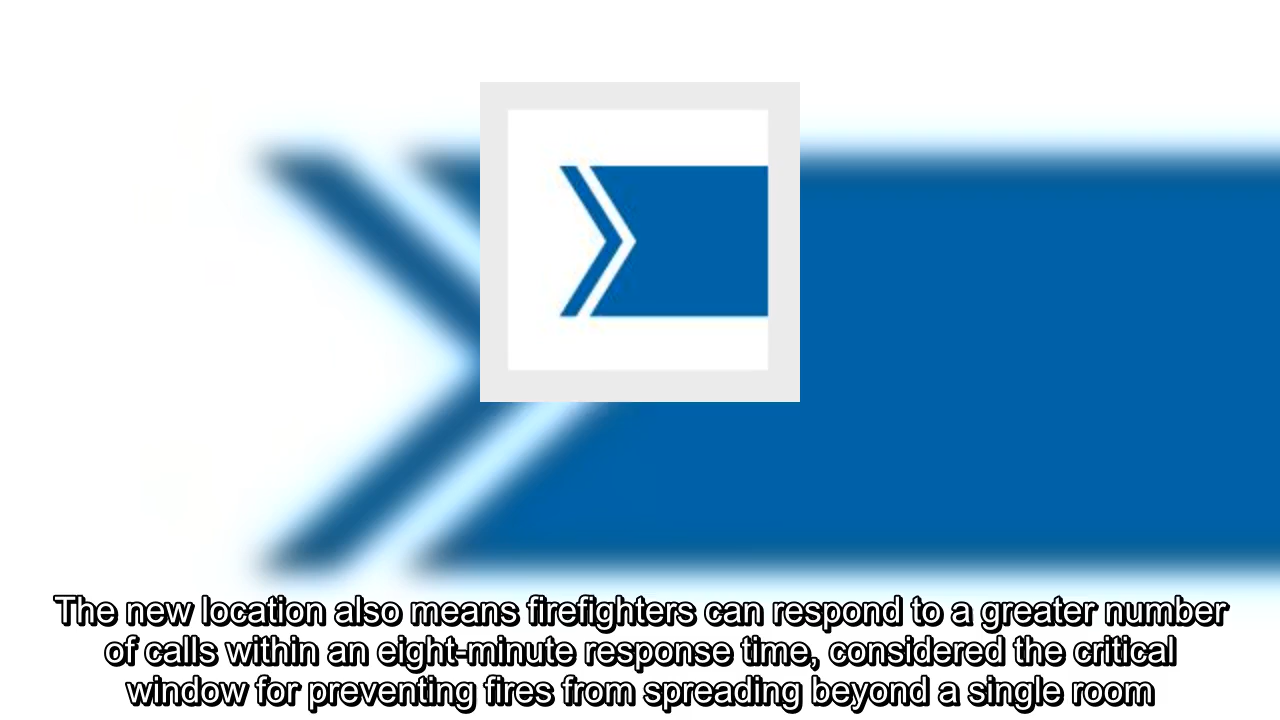 The new location also means firefighters can respond to a greater number
of calls within an eight-minute response time, considered the critical
window for preventing fires from spreading beyond a single room